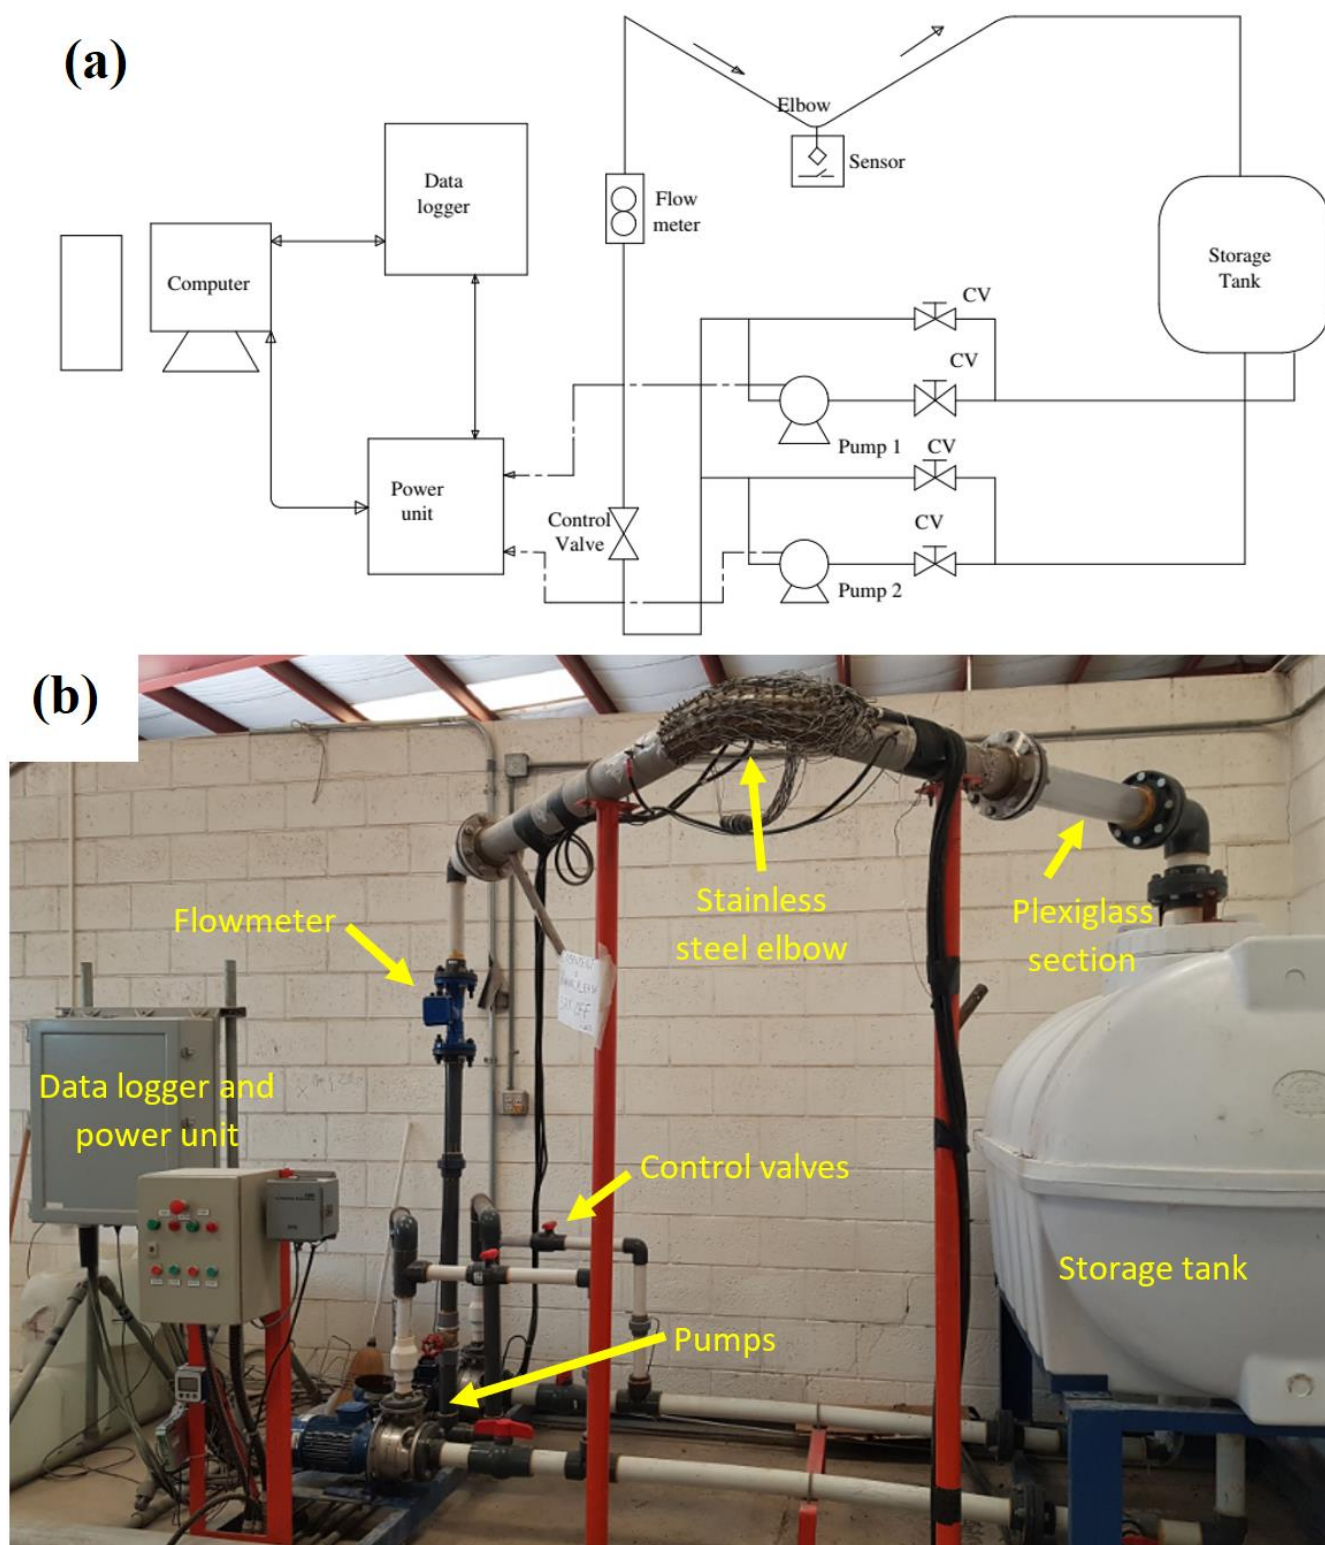 (a)
Elbow
Sensor
Data
logger
Flow
meter
Computer
Storage
Tank
CV
CV
Pump 1
CV
Power
unit
Control
Valve
CV
Pump 2
(b)
Flowmeter
Stainless
steel elbow
Plexiglass
section
Data logger and
power unit
OFF
Control valves
Storage tank
Pumps